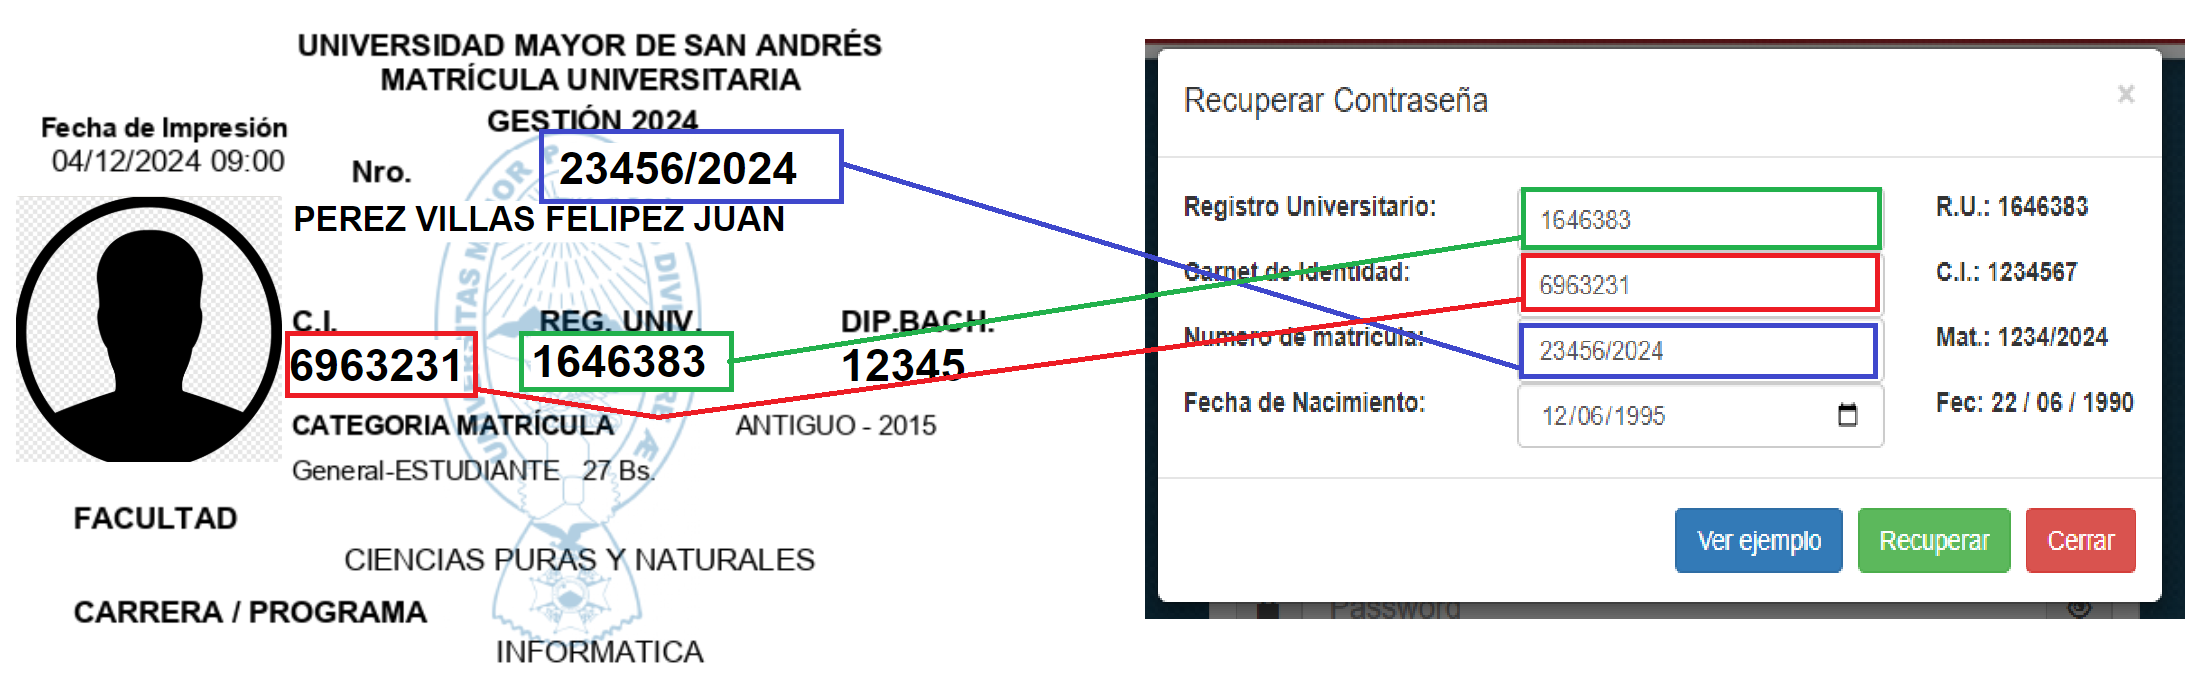 UNIVERSIDAD MAYOR DE SAN ANDRÉS
MATRÍCULA UNIVERSITARIA
GESTIÓN 2024
Fecha de Impresión
04/12/2024 09:00
Nro. 23456/2024
PEREZ VILLAS FELIPEZ JUAN
C.I. REG. UNIV. DIP.BACH.
6963231 1646383 12345
CATEGORIA MATRÍCULA ANTIGUO - 2015
General-ESTUDIANTE 27 Bs.
FACULTAD
CIENCIAS PURAS Y NATURALES
CARRERA / PROGRAMA
INFORMATICA
Recuperar Contraseña ×
Registro Universitario: 1646383 R.U.: 1646383
Carnet de Identidad: 6963231 C.I.: 1234567
Numero de matricula: 23456/2024 Mat.: 1234/2024
Fecha de Nacimiento: 12/06/1995 Fec: 22 / 06 / 1990
Ver ejemplo Recuperar Cerrar
Password